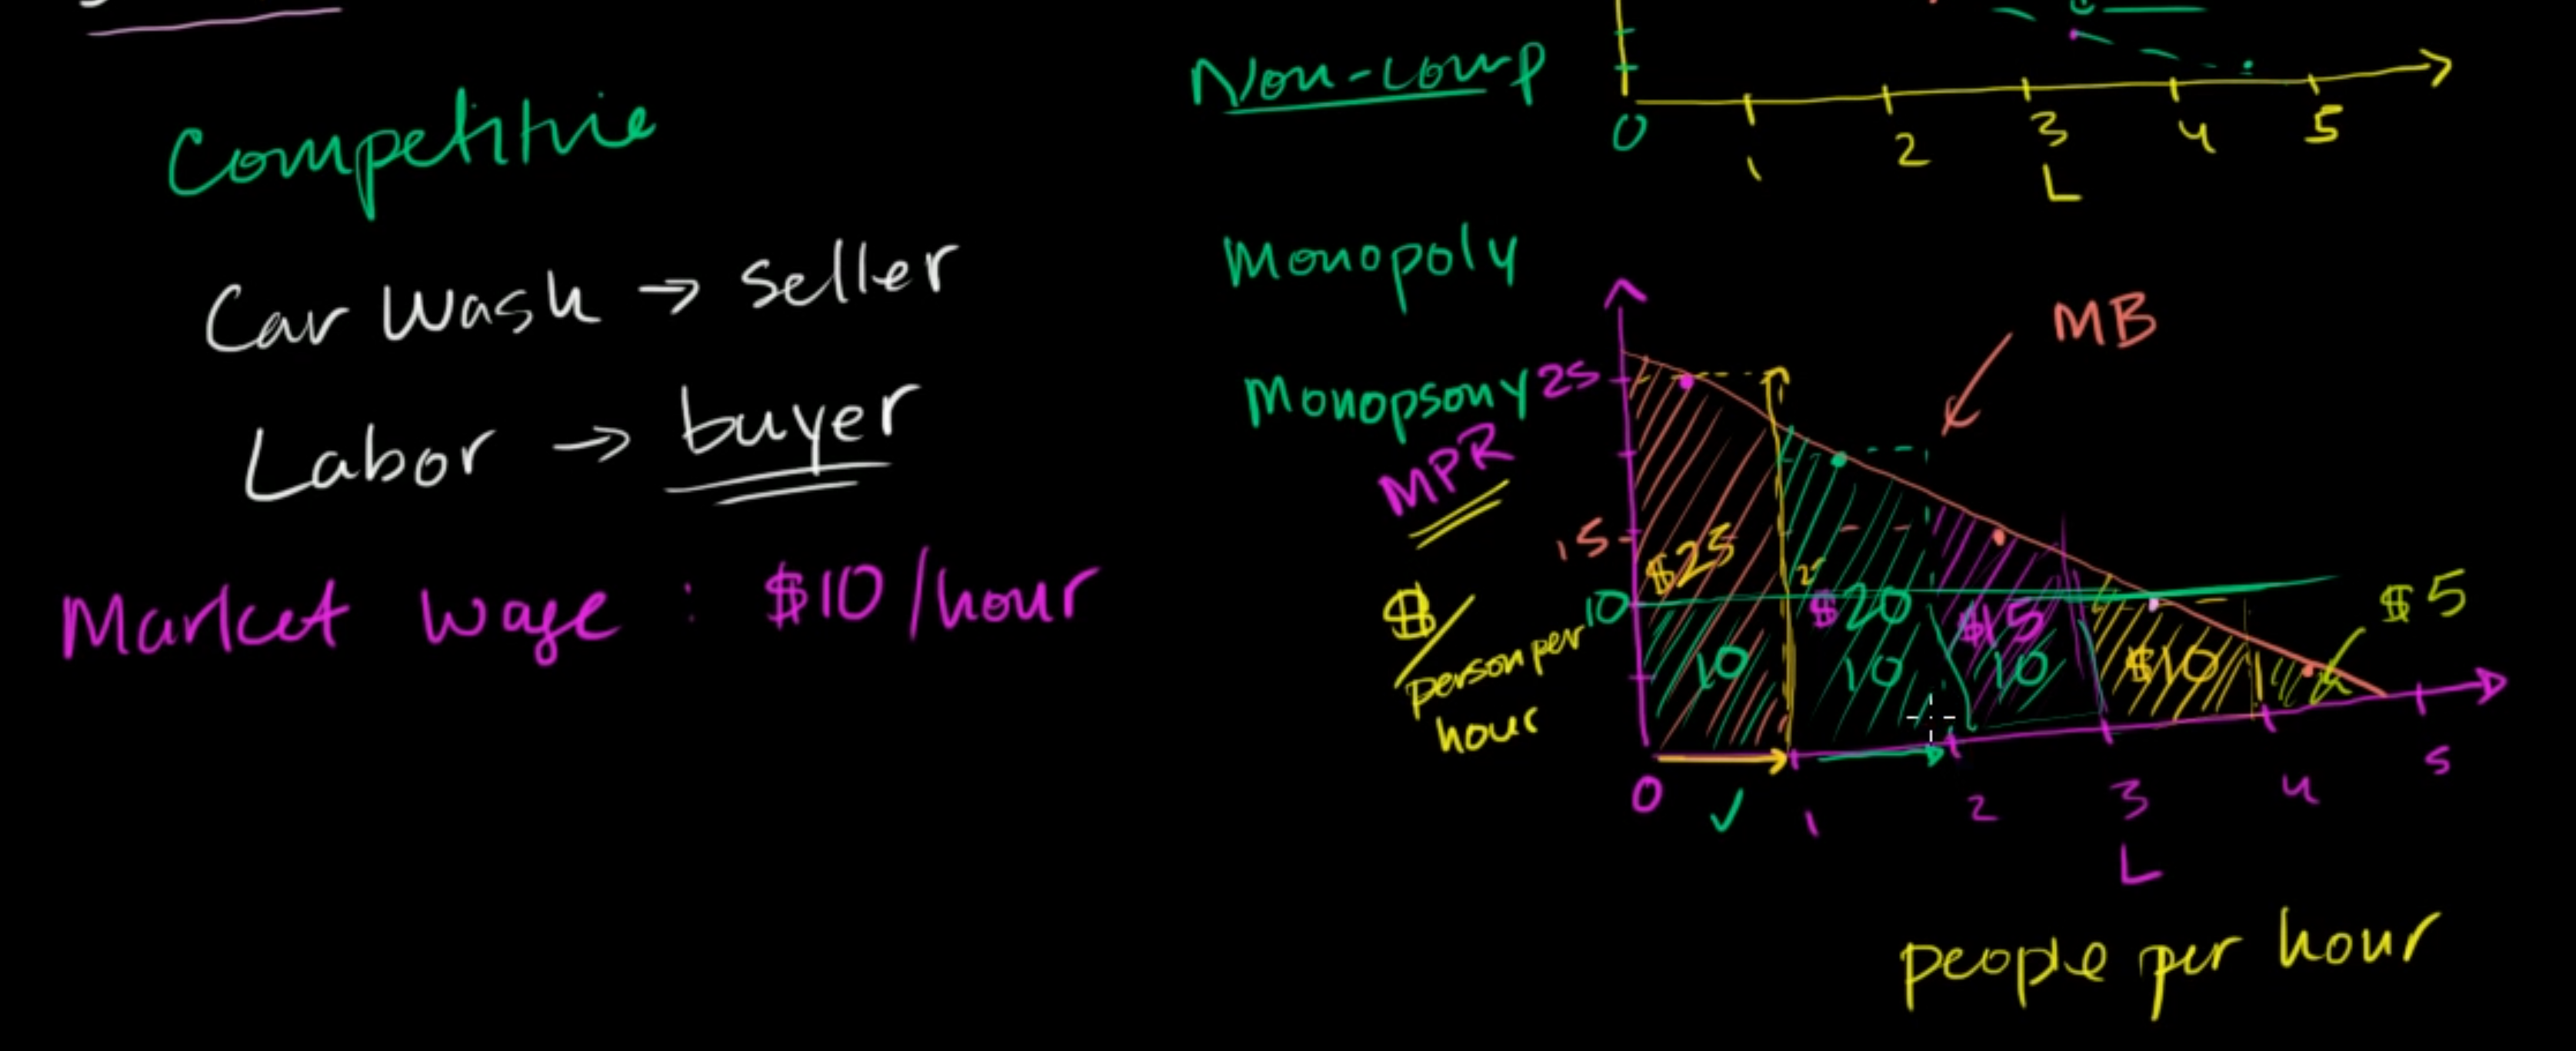 Competitive
Car Wash → seller
Labor → buyer
Market wage : $10/hour
Non-comp
0 1 2 3 4 5
L
Monopoly
Monopsony
MPR
$/person per hour
MB
25
15
10
$25
$20
$15
$10
$5
10 10 10
0 1 2 3 4 5
L
people per hour